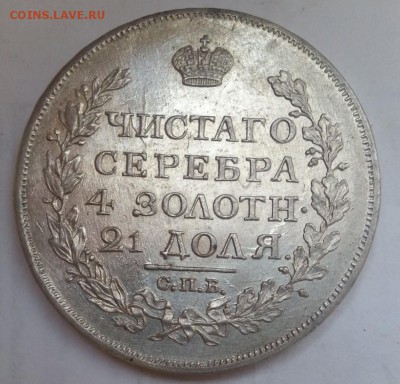 COINS.LAVE.RU
ЧИСТАГО
СЕРЕБРА
4 ЗОЛОТН.
21 ДОЛЯ.
С.П.Б.